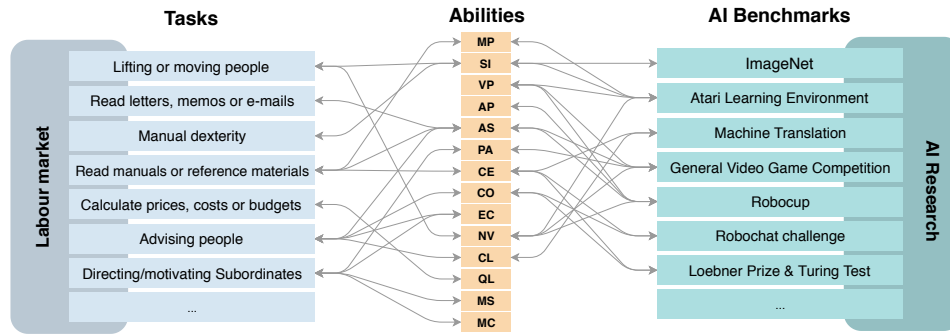 Tasks
Abilities
AI Benchmarks
Labour market
Lifting or moving people
Read letters, memos or e-mails
Manual dexterity
Read manuals or reference materials
Calculate prices, costs or budgets
Advising people
Directing/motivating Subordinates
...
MP
SI
VP
AP
AS
PA
CE
CO
EC
NV
CL
QL
MS
MC
ImageNet
Atari Learning Environment
Machine Translation
General Video Game Competition
Robocup
Robochat challenge
Loebner Prize & Turing Test
...
AI Research